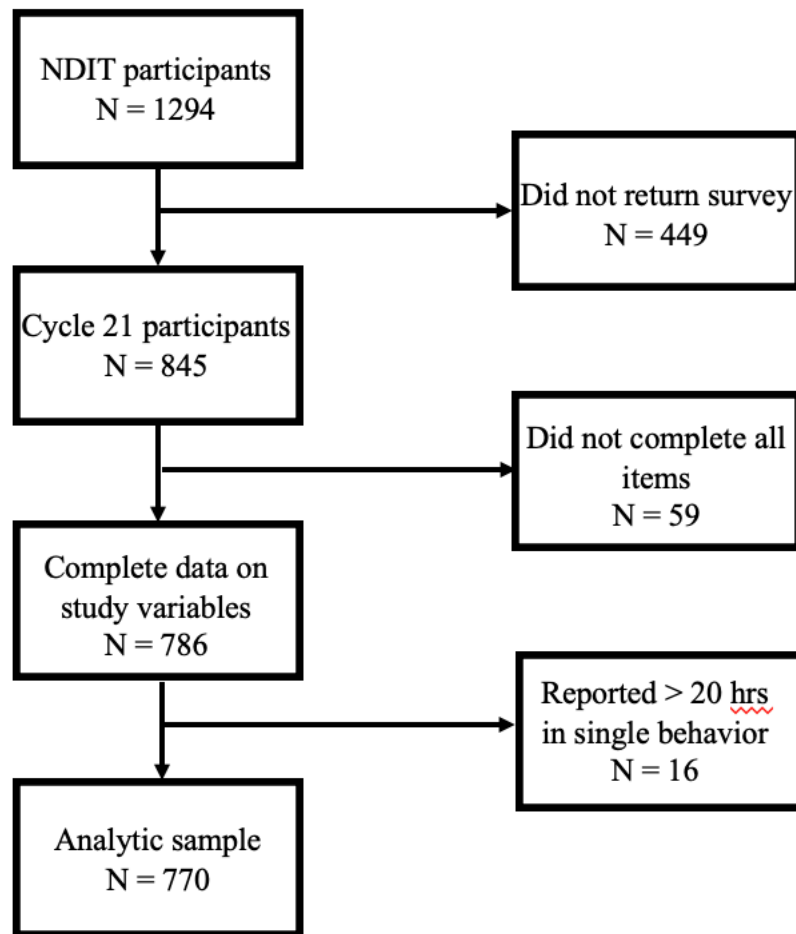 NDIT participants
N = 1294
Did not return survey
N = 449
Cycle 21 participants
N = 845
Did not complete all
items
N = 59
Complete data on
study variables
N = 786
Reported > 20 hrs
in single behavior
N = 16
Analytic sample
N = 770